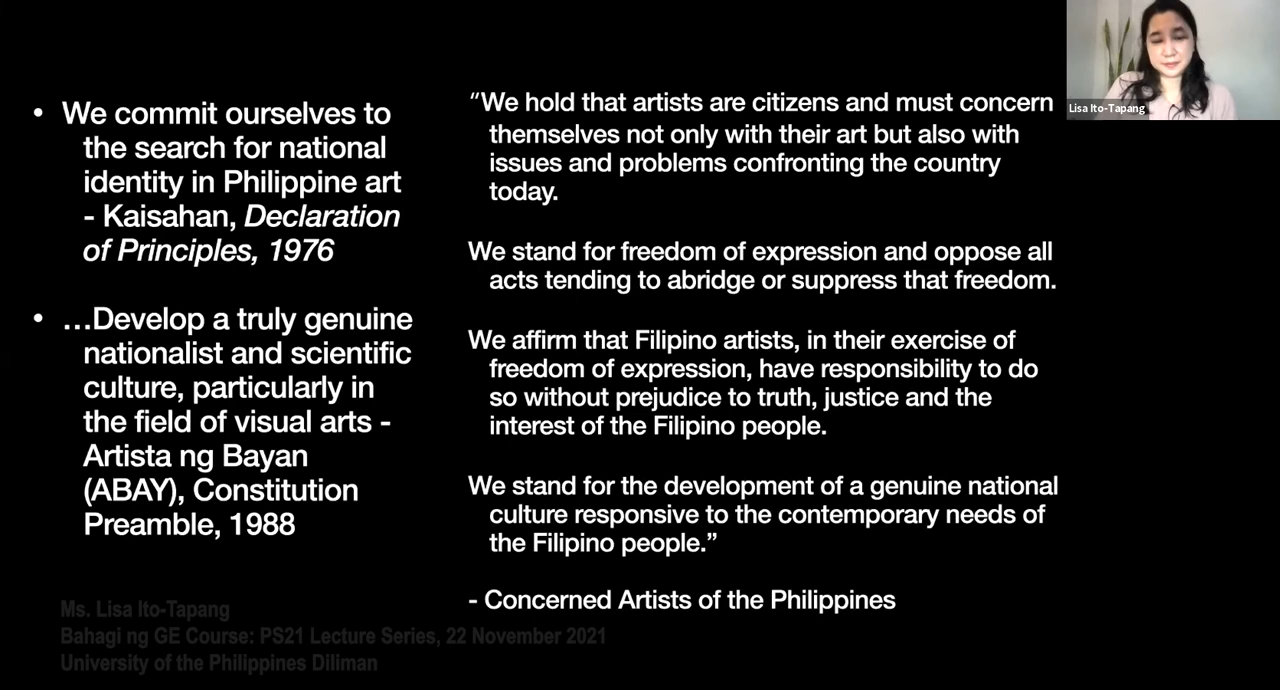 • We commit ourselves to
the search for national
identity in Philippine art
- Kaisahan, Declaration
of Principles, 1976
• …Develop a truly genuine
nationalist and scientific
culture, particularly in
the field of visual arts -
Artista ng Bayan
(ABAY), Constitution
Preamble, 1988
“We hold that artists are citizens and must concern
themselves not only with their art but also with
issues and problems confronting the country
today.
We stand for freedom of expression and oppose all
acts tending to abridge or suppress that freedom.
We affirm that Filipino artists, in their exercise of
freedom of expression, have responsibility to do
so without prejudice to truth, justice and the
interest of the Filipino people.
We stand for the development of a genuine national
culture responsive to the contemporary needs of
the Filipino people.”
- Concerned Artists of the Philippines
Lisa Ito-Tapang
Ms. Lisa Ito-Tapang
Bahagi ng GE Course: PS21 Lecture Series, 22 November 2021
University of the Philippines Diliman